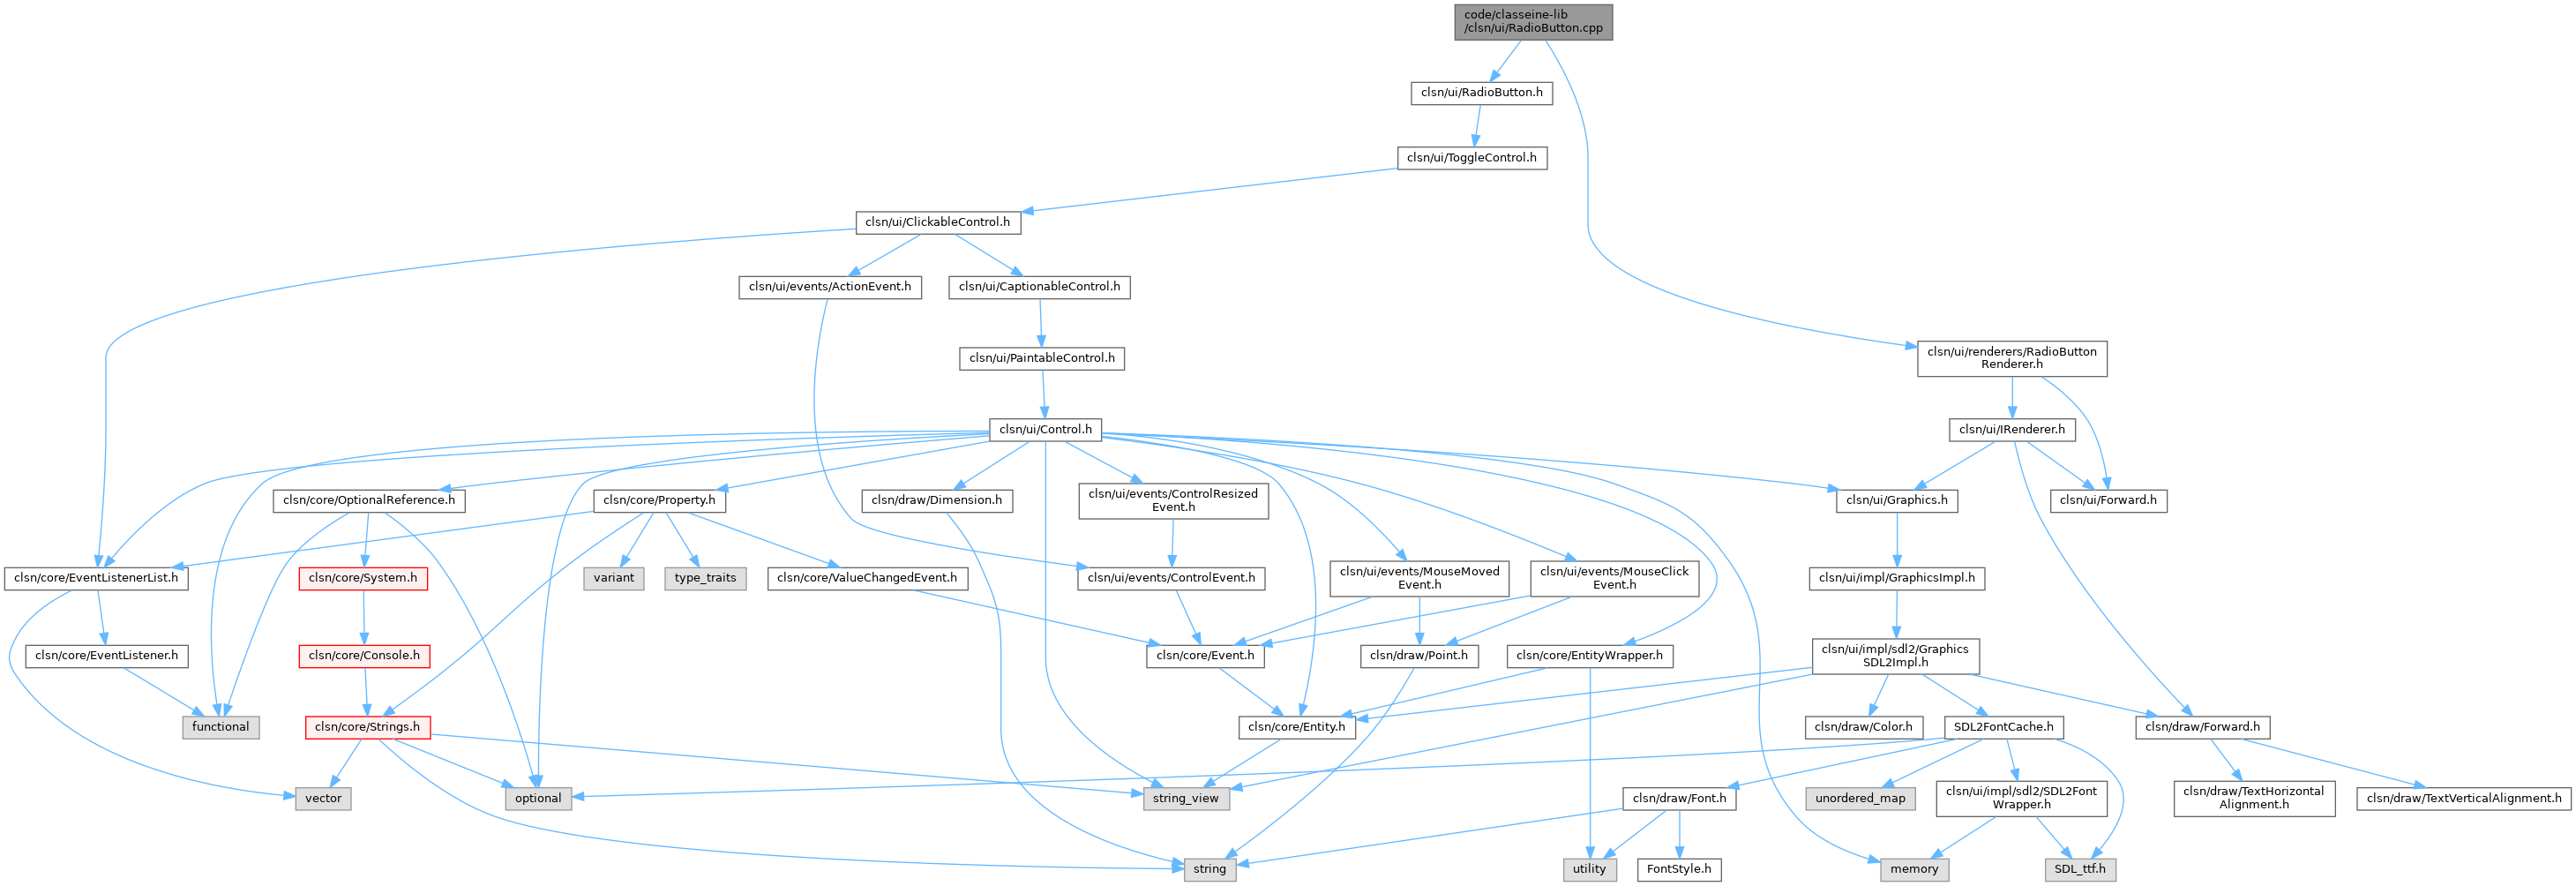 code/classeine-lib
/clsn/ui/RadioButton.cpp
clsn/ui/RadioButton.h
clsn/ui/ToggleControl.h
clsn/ui/ClickableControl.h
clsn/ui/events/ActionEvent.h
clsn/ui/CaptionableControl.h
clsn/ui/PaintableControl.h
clsn/ui/renderers/RadioButton
Renderer.h
clsn/ui/Control.h
clsn/ui/IRenderer.h
clsn/core/OptionalReference.h
clsn/core/Property.h
clsn/draw/Dimension.h
clsn/ui/events/ControlResized
Event.h
clsn/ui/Graphics.h
clsn/ui/Forward.h
clsn/core/EventListenerList.h
clsn/core/System.h
variant
type_traits
clsn/core/ValueChangedEvent.h
clsn/ui/events/ControlEvent.h
clsn/ui/events/MouseMoved
Event.h
clsn/ui/events/MouseClick
Event.h
clsn/ui/impl/GraphicsImpl.h
clsn/core/EventListener.h
clsn/core/Console.h
clsn/core/Event.h
clsn/draw/Point.h
clsn/core/EntityWrapper.h
clsn/ui/impl/sdl2/Graphics
SDL2Impl.h
functional
clsn/core/Strings.h
clsn/core/Entity.h
clsn/draw/Color.h
SDL2FontCache.h
clsn/draw/Forward.h
vector
optional
string_view
clsn/draw/Font.h
unordered_map
clsn/ui/impl/sdl2/SDL2Font
Wrapper.h
clsn/draw/TextHorizontal
Alignment.h
clsn/draw/TextVerticalAlignment.h
string
utility
FontStyle.h
memory
SDL_ttf.h